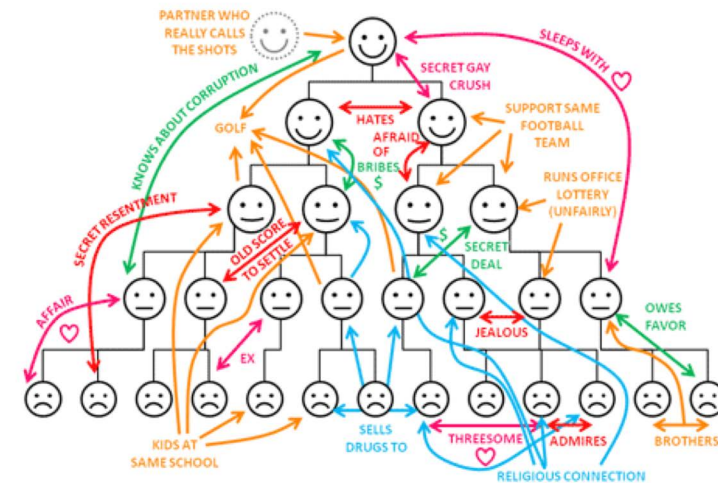 PARTNER WHO
REALLY CALLS
THE SHOTS
SLEEPS WITH
SECRET GAY
CRUSH
KNOWS ABOUT CORRUPTION
GOLF
HATES
AFRAID
OF
BRIBES
$
SUPPORT SAME
FOOTBALL
TEAM
RUNS OFFICE
LOTTERY
(UNFAIRLY)
SECRET RESENTMENT
OLD SCORE
TO SETTLE
$
SECRET
DEAL
AFFAIR
JEALOUS
OWES
FAVOR
EX
KIDS AT
SAME SCHOOL
SELLS
DRUGS TO
THREESOME
ADMIRES
BROTHERS
RELIGIOUS CONNECTION